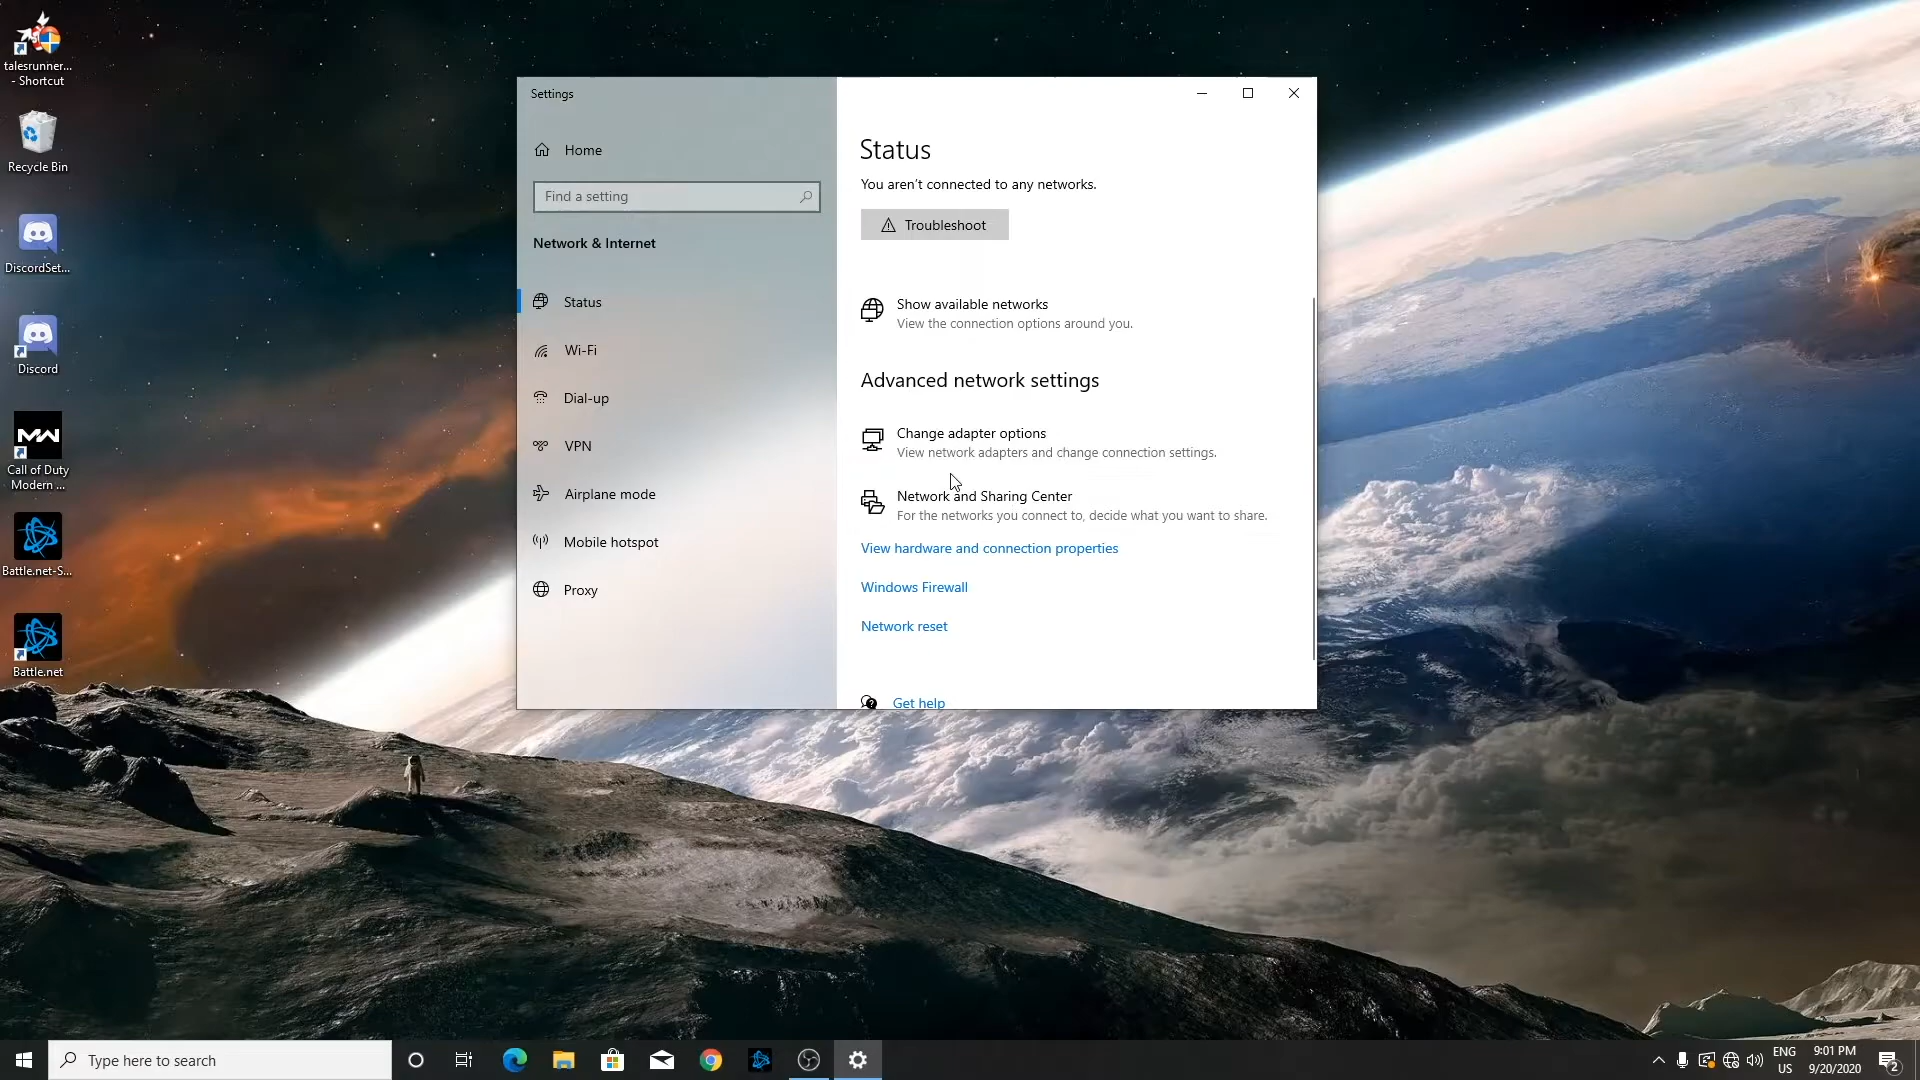 talesrunner...
- Shortcut
Recycle Bin
DiscordSet...
Discord
MW
Call of Duty
Modern ...
Battle.net-S...
Battle.net
Settings
Home
Find a setting
Network & Internet
Status
Wi-Fi
Dial-up
VPN
Airplane mode
Mobile hotspot
Proxy
Status
You aren't connected to any networks.
Troubleshoot
Show available networks
View the connection options around you.
Advanced network settings
Change adapter options
View network adapters and change connection settings.
Network and Sharing Center
For the networks you connect to, decide what you want to share.
View hardware and connection properties
Windows Firewall
Network reset
Get help
Type here to search
ENG
US
9:01 PM
9/20/2020
2